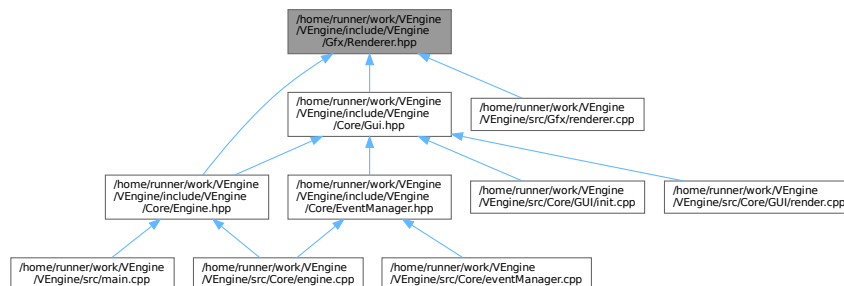 /home/runner/work/VEngine
/VEngine/include/VEngine
/Gfx/Renderer.hpp
/home/runner/work/VEngine
/VEngine/include/VEngine
/Core/Gui.hpp
/home/runner/work/VEngine
/VEngine/src/Gfx/renderer.cpp
/home/runner/work/VEngine
/VEngine/include/VEngine
/Core/Engine.hpp
/home/runner/work/VEngine
/VEngine/include/VEngine
/Core/EventManager.hpp
/home/runner/work/VEngine
/VEngine/src/Core/GUI/init.cpp
/home/runner/work/VEngine
/VEngine/src/Core/GUI/render.cpp
/home/runner/work/VEngine
/VEngine/src/main.cpp
/home/runner/work/VEngine
/VEngine/src/Core/engine.cpp
/home/runner/work/VEngine
/VEngine/src/Core/eventManager.cpp